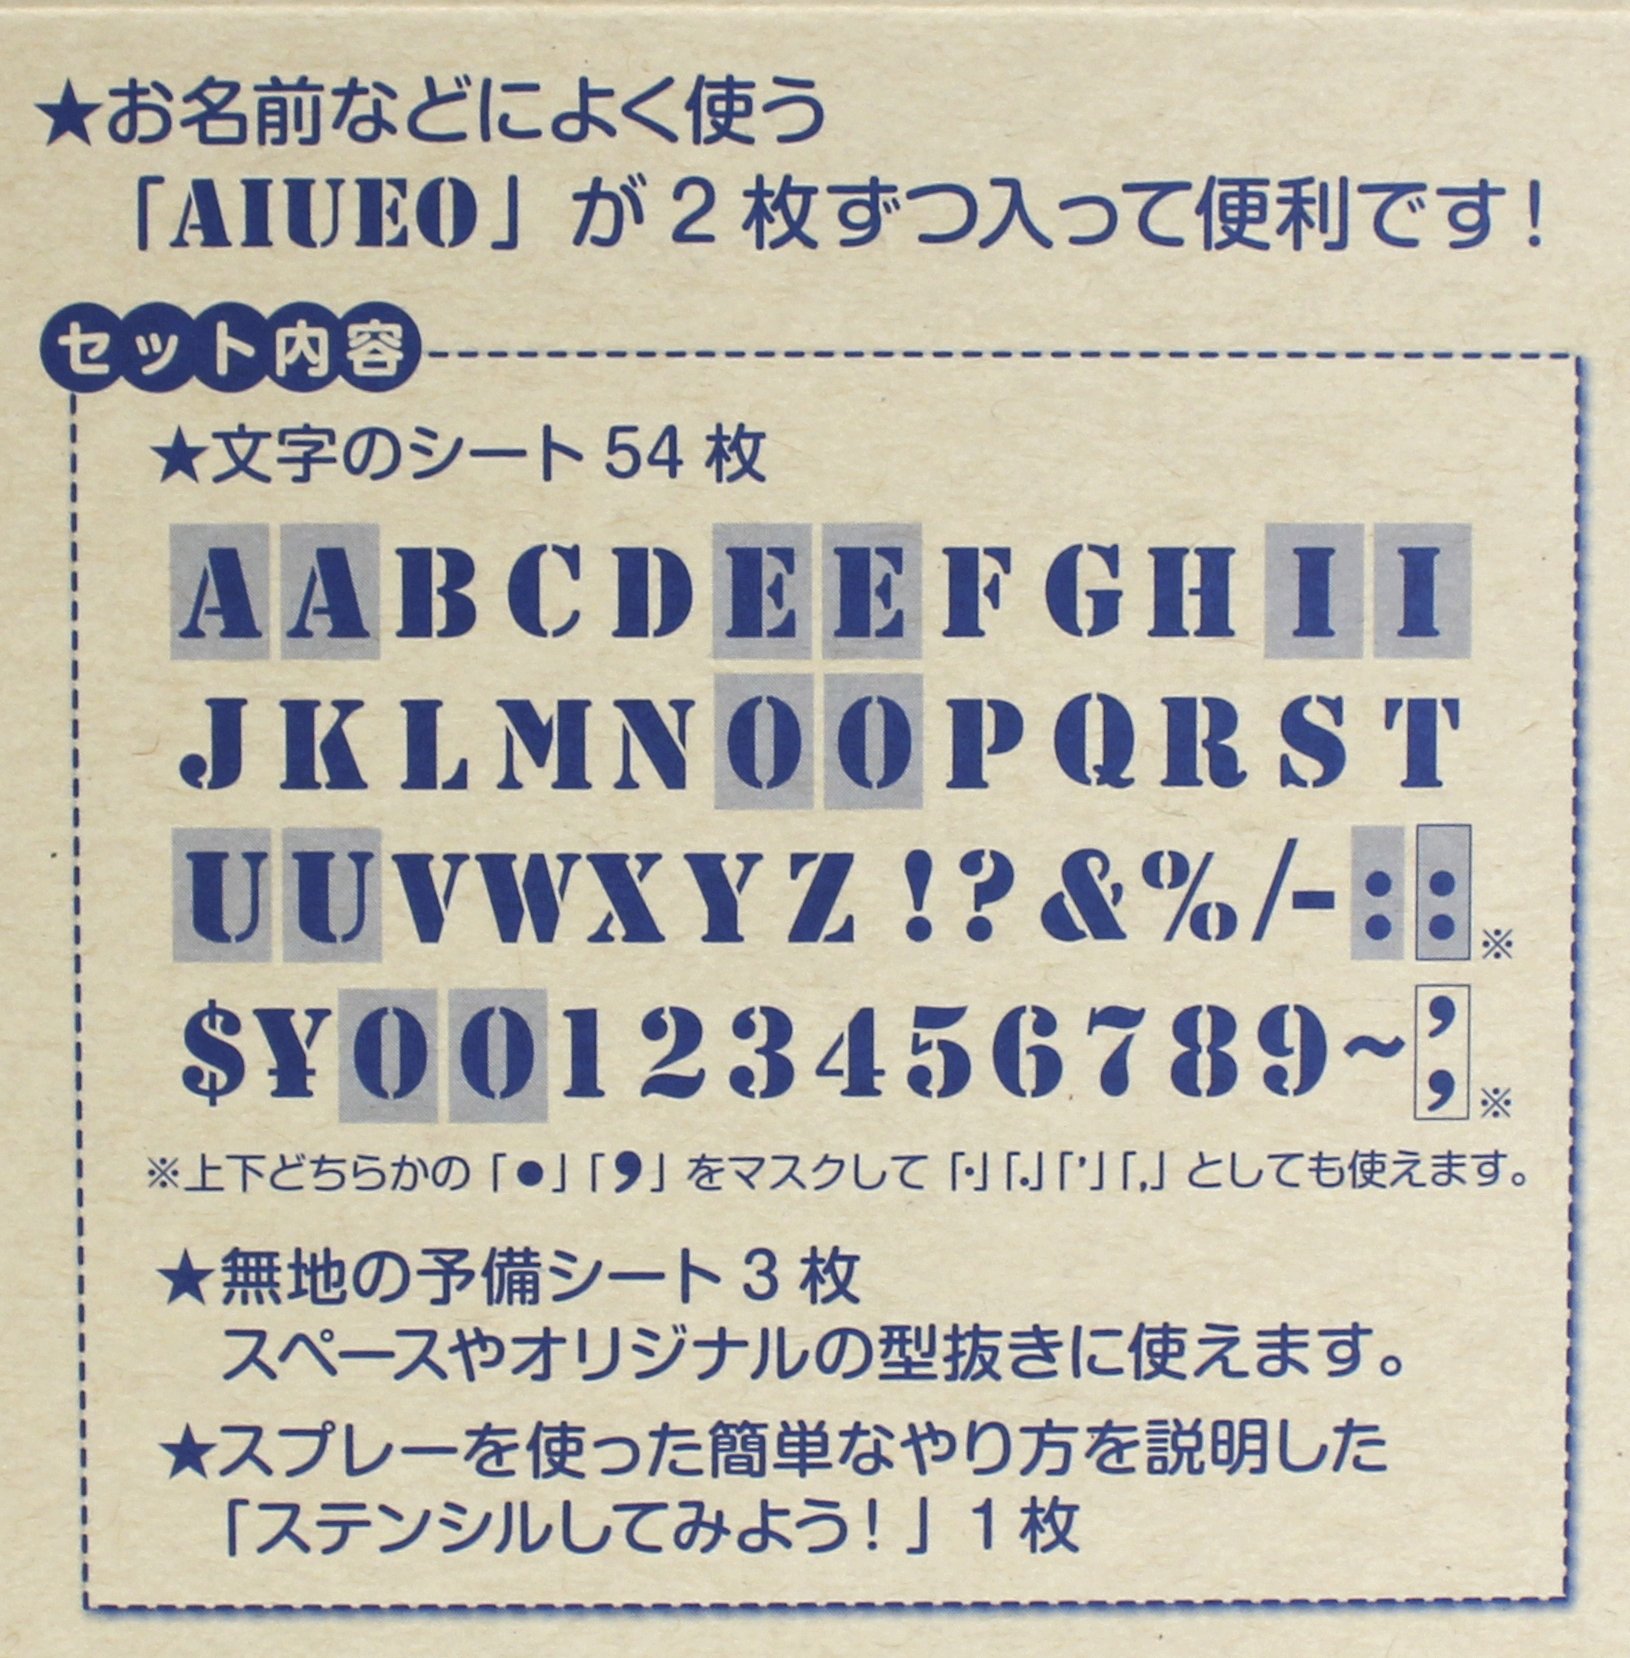 ★お名前などによく使う
「AIUEO」が2枚ずつ入って便利です!
セット内容
★文字のシート54枚
AABCDEEFGHII
JKLMNOOPQRST
UUVWXYZ!?&%/-::※
$¥00123456789~❜❟※
※上下どちらかの「●」「❜」をマスクして「·」「.」「'」「,」としても使えます。
★無地の予備シート3枚
スペースやオリジナルの型抜きに使えます。
★スプレーを使った簡単なやり方を説明した
「ステンシルしてみよう!」1枚